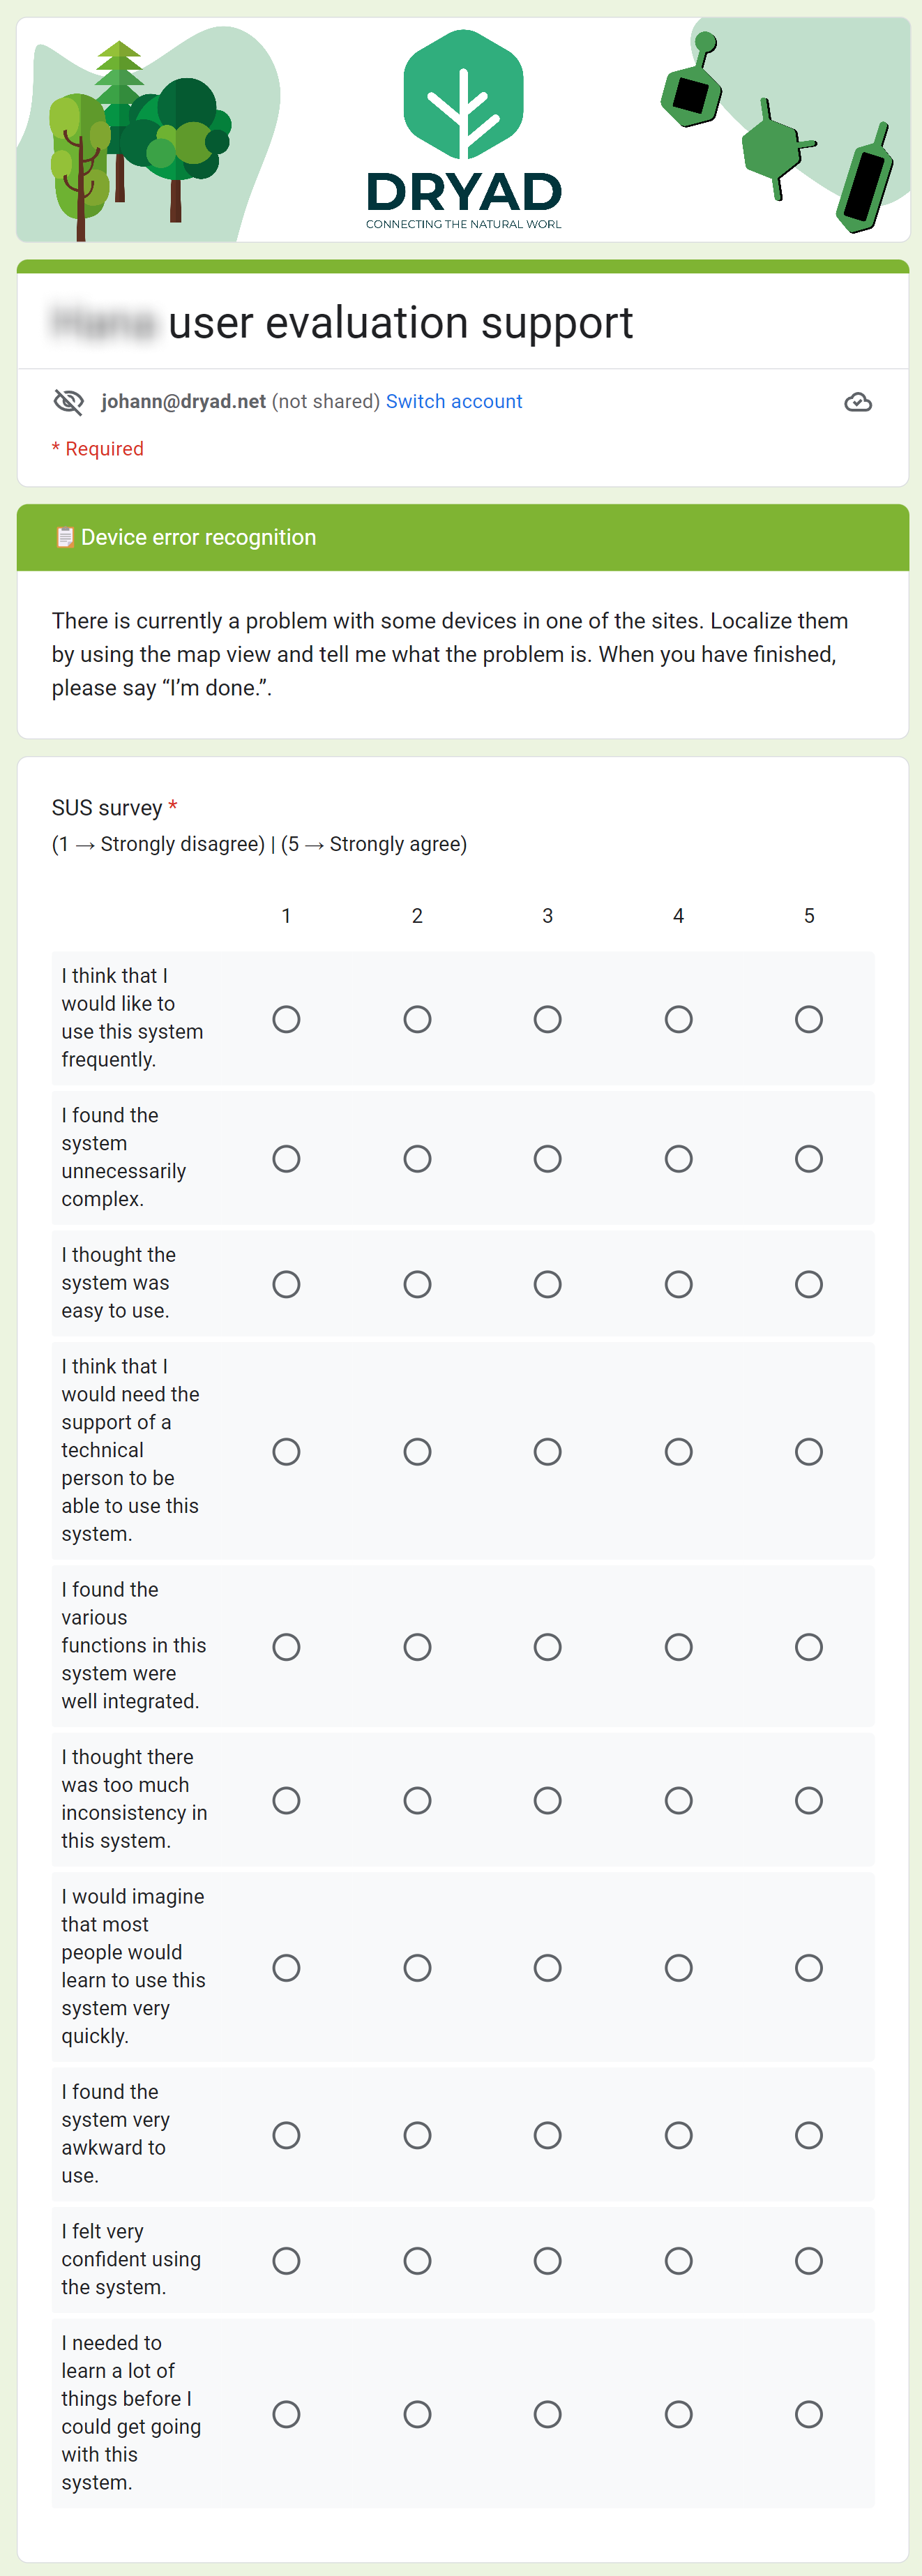 DRYAD
CONNECTING THE NATURAL WORL
user evaluation support
johann@dryad.net (not shared) Switch account
* Required
Device error recognition
There is currently a problem with some devices in one of the sites. Localize them
by using the map view and tell me what the problem is. When you have finished,
please say “I’m done.”.
SUS survey *
(1 → Strongly disagree) | (5 → Strongly agree)
1 2 3 4 5
I think that I
would like to
use this system
frequently.
I found the
system
unnecessarily
complex.
I thought the
system was
easy to use.
I think that I
would need the
support of a
technical
person to be
able to use this
system.
I found the
various
functions in this
system were
well integrated.
I thought there
was too much
inconsistency in
this system.
I would imagine
that most
people would
learn to use this
system very
quickly.
I found the
system very
awkward to
use.
I felt very
confident using
the system.
I needed to
learn a lot of
things before I
could get going
with this
system.